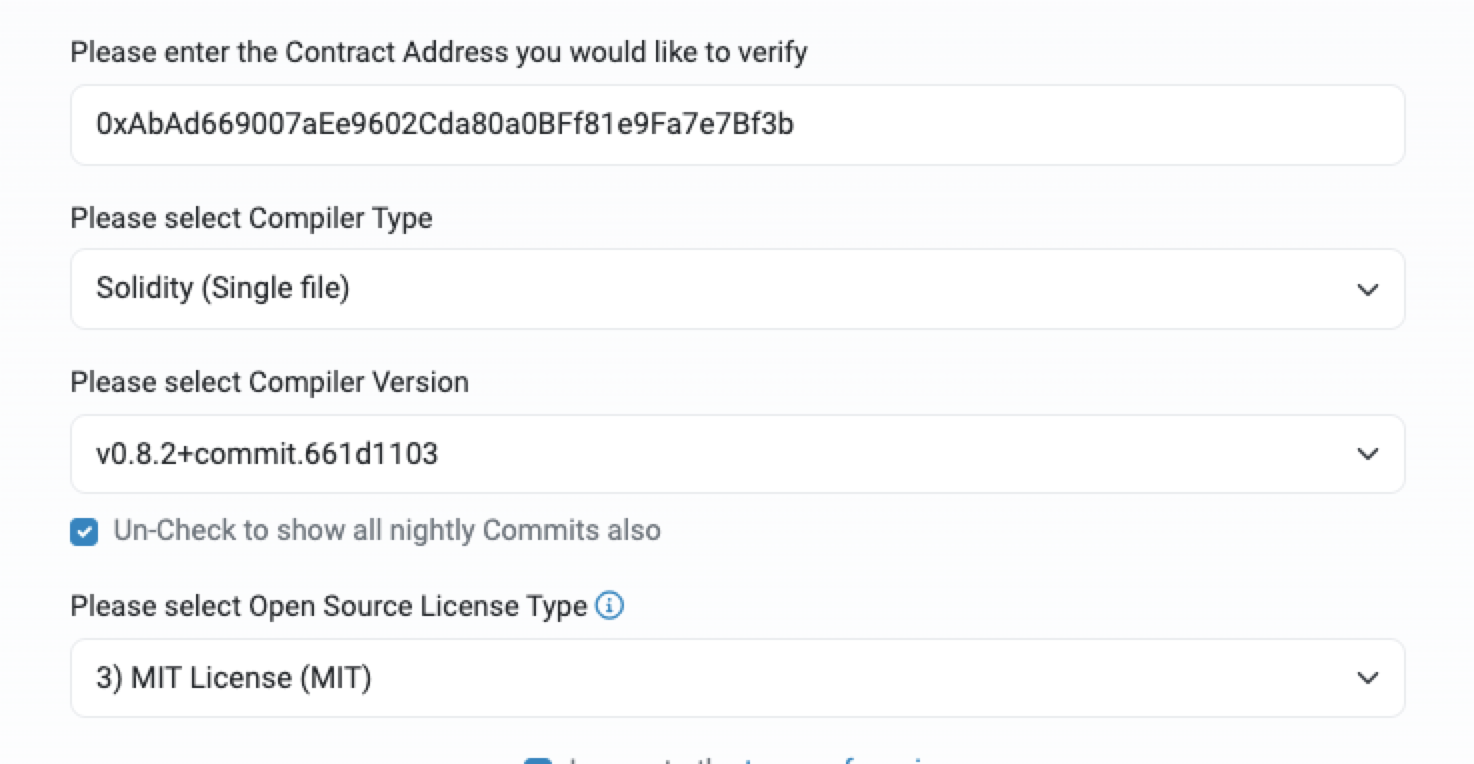 Please enter the Contract Address you would like to verify
0xAbAd669007aEe9602Cda80a0BFf81e9Fa7e7Bf3b
Please select Compiler Type
Solidity (Single file)
Please select Compiler Version
v0.8.2+commit.661d1103
Un-Check to show all nightly Commits also
Please select Open Source License Type
3) MIT License (MIT)